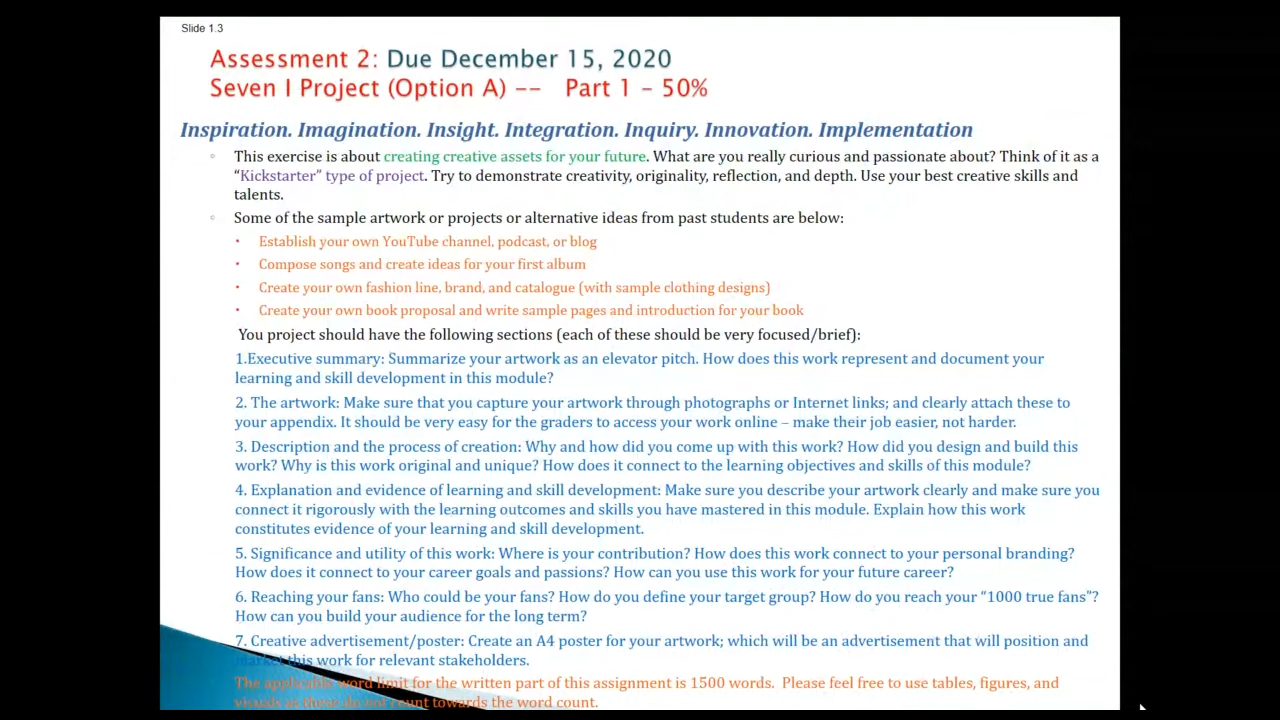 Slide 1.3
Assessment 2: Due December 15, 2020
Seven I Project (Option A) -- Part 1 – 50%
Inspiration. Imagination. Insight. Integration. Inquiry. Innovation. Implementation
This exercise is about creating creative assets for your future. What are you really curious and passionate about? Think of it as a
“Kickstarter” type of project. Try to demonstrate creativity, originality, reflection, and depth. Use your best creative skills and
talents.
Some of the sample artwork or projects or alternative ideas from past students are below:
Establish your own YouTube channel, podcast, or blog
Compose songs and create ideas for your first album
Create your own fashion line, brand, and catalogue (with sample clothing designs)
Create your own book proposal and write sample pages and introduction for your book
You project should have the following sections (each of these should be very focused/brief):
1.Executive summary: Summarize your artwork as an elevator pitch. How does this work represent and document your
learning and skill development in this module?
2. The artwork: Make sure that you capture your artwork through photographs or Internet links; and clearly attach these to
your appendix. It should be very easy for the graders to access your work online – make their job easier, not harder.
3. Description and the process of creation: Why and how did you come up with this work? How did you design and build this
work? Why is this work original and unique? How does it connect to the learning objectives and skills of this module?
4. Explanation and evidence of learning and skill development: Make sure you describe your artwork clearly and make sure you
connect it rigorously with the learning outcomes and skills you have mastered in this module. Explain how this work
constitutes evidence of your learning and skill development.
5. Significance and utility of this work: Where is your contribution? How does this work connect to your personal branding?
How does it connect to your career goals and passions? How can you use this work for your future career?
6. Reaching your fans: Who could be your fans? How do you define your target group? How do you reach your “1000 true fans”?
How can you build your audience for the long term?
7. Creative advertisement/poster: Create an A4 poster for your artwork; which will be an advertisement that will position and
market this work for relevant stakeholders.
The applicable word limit for the written part of this assignment is 1500 words. Please feel free to use tables, figures, and
visuals as these do not count towards the word count.